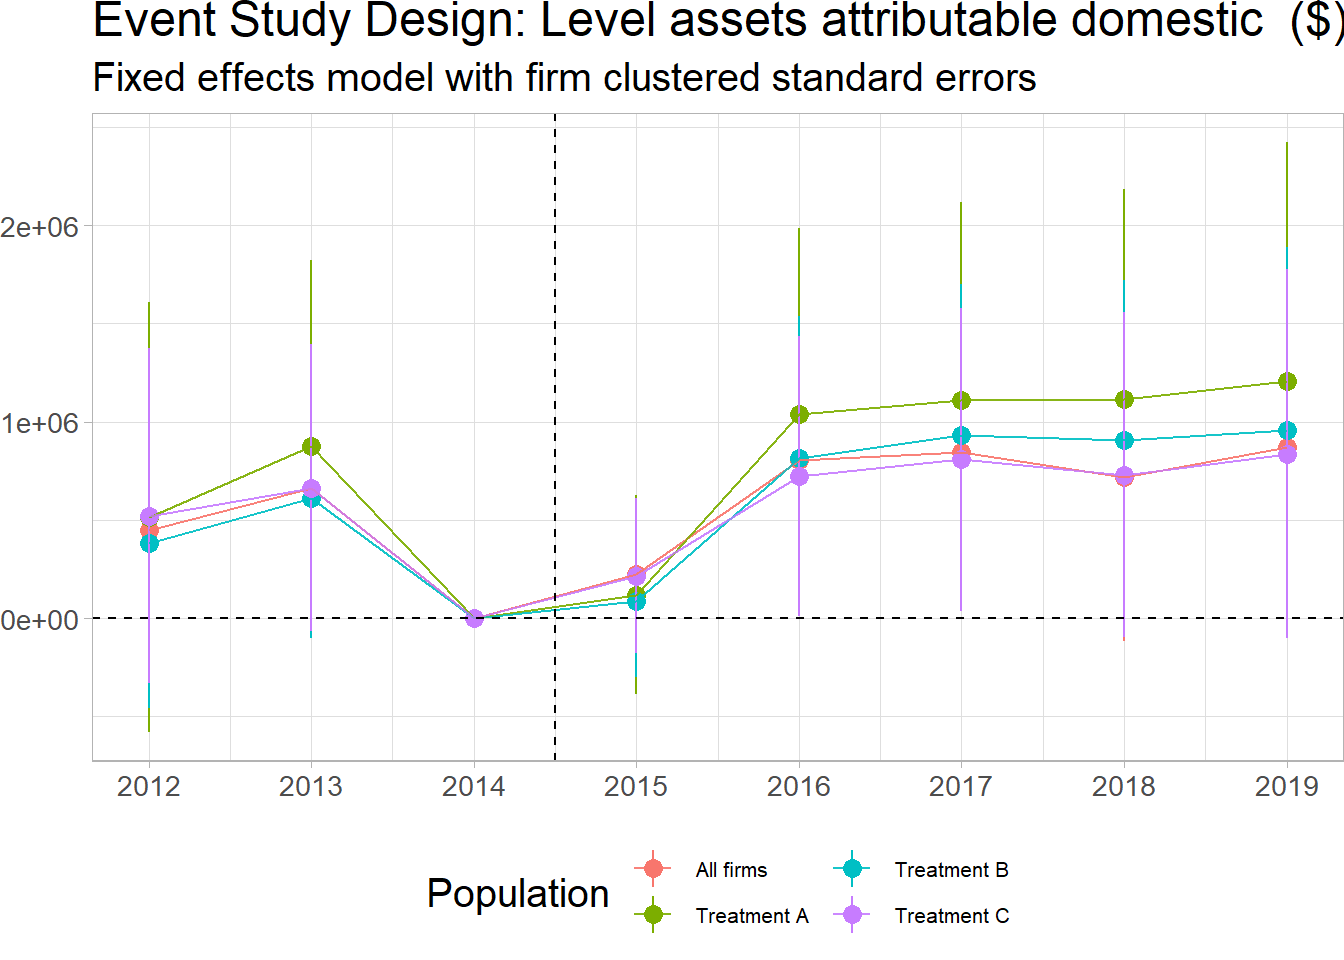 Event Study Design: Level assets attributable domestic  ($)
Fixed effects model with firm clustered standard errors
2e+06
1e+06
0e+00
2012 2013 2014 2015 2016 2017 2018 2019
Population
All firms
Treatment A
Treatment B
Treatment C